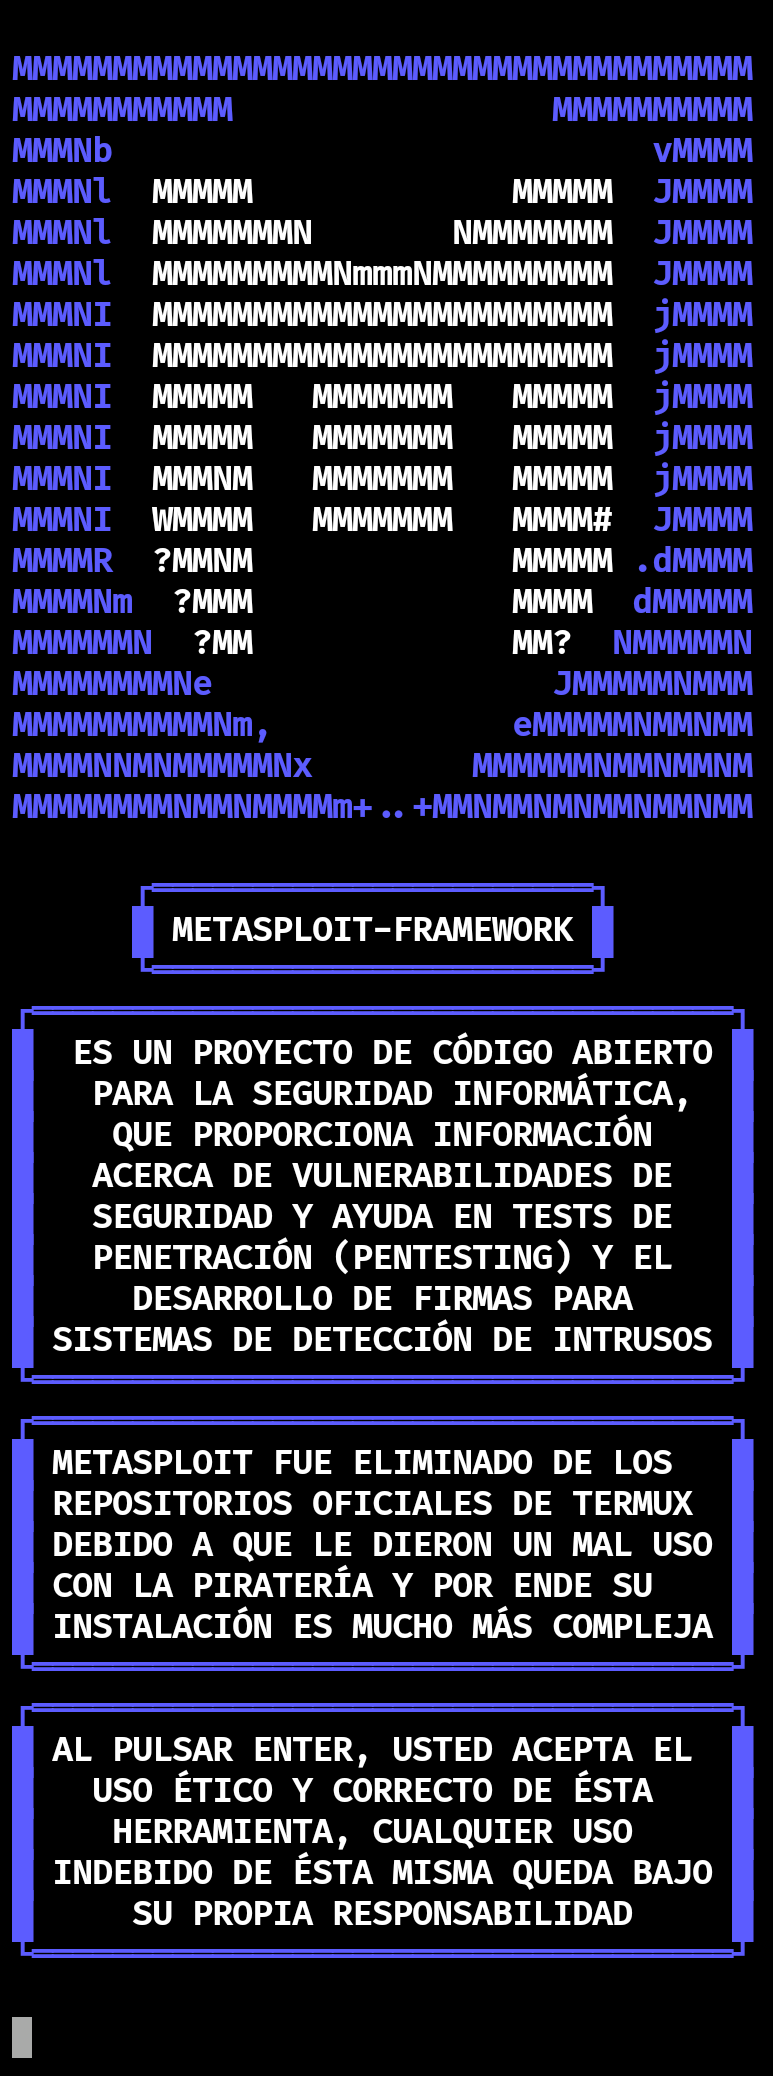 MMMMMMMMMMMMMMMMMMMMMMMMMMMMMMMMMMMMM
MMMMMMMMMMM                MMMMMMMMMM
MMMNb                           vMMMM
MMMNl  MMMMM             MMMMM  JMMMM
MMMNl  MMMMMMMN       NMMMMMMM  JMMMM
MMMNl  MMMMMMMMMNmmmNMMMMMMMMM  JMMMM
MMMNI  MMMMMMMMMMMMMMMMMMMMMMM  jMMMM
MMMNI  MMMMMMMMMMMMMMMMMMMMMMM  jMMMM
MMMNI  MMMMM   MMMMMMM   MMMMM  jMMMM
MMMNI  MMMMM   MMMMMMM   MMMMM  jMMMM
MMMNI  MMMNM   MMMMMMM   MMMMM  jMMMM
MMMNI  WMMMM   MMMMMMM   MMMM#  JMMMM
MMMMR  ?MMNM             MMMMM .dMMMM
MMMMNm  ?MMM             MMMM  dMMMMM
MMMMMMN  ?MM             MM?  NMMMMMN
MMMMMMMMNe                 JMMMMMNMMM
MMMMMMMMMMNm,            eMMMMMNMMNMM
MMMMNNMNMMMMMNx        MMMMMMNMMNMMNM
MMMMMMMMNMMNMMMMm+..+MMNMMNMNMMNMMNMM
METASPLOIT-FRAMEWORK
ES UN PROYECTO DE CÓDIGO ABIERTO
PARA LA SEGURIDAD INFORMÁTICA,
QUE PROPORCIONA INFORMACIÓN
ACERCA DE VULNERABILIDADES DE
SEGURIDAD Y AYUDA EN TESTS DE
PENETRACIÓN (PENTESTING) Y EL
DESARROLLO DE FIRMAS PARA
SISTEMAS DE DETECCIÓN DE INTRUSOS
METASPLOIT FUE ELIMINADO DE LOS
REPOSITORIOS OFICIALES DE TERMUX
DEBIDO A QUE LE DIERON UN MAL USO
CON LA PIRATERÍA Y POR ENDE SU
INSTALACIÓN ES MUCHO MÁS COMPLEJA
AL PULSAR ENTER, USTED ACEPTA EL
USO ÉTICO Y CORRECTO DE ÉSTA
HERRAMIENTA, CUALQUIER USO
INDEBIDO DE ÉSTA MISMA QUEDA BAJO
SU PROPIA RESPONSABILIDAD